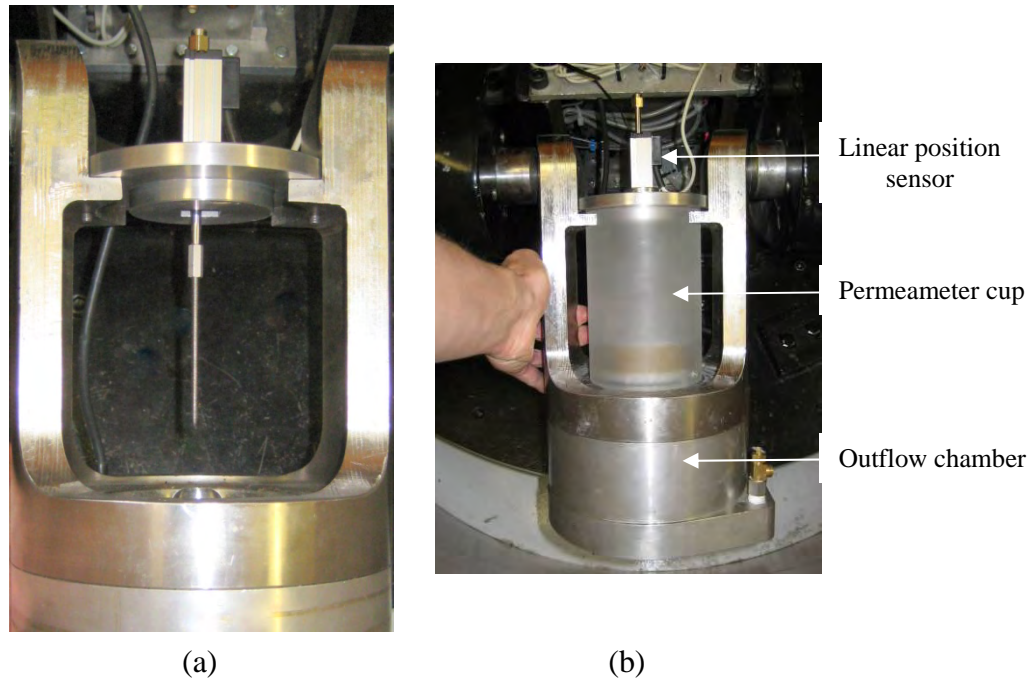 Linear position
sensor
Permeameter cup
Outflow chamber
(a)
(b)